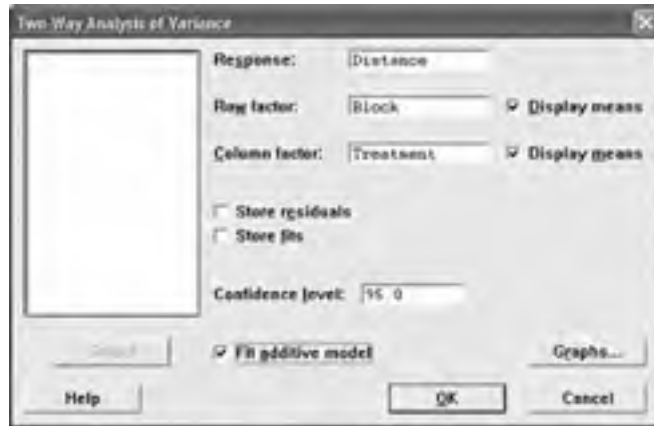 Two-Way Analysis of Variance
Response: Distance
Row factor: Block Display means
Column factor: Treatment Display means
Store residuals
Store fits
Confidence level: 95.0
Select
Fit additive model Graphs...
Help OK Cancel